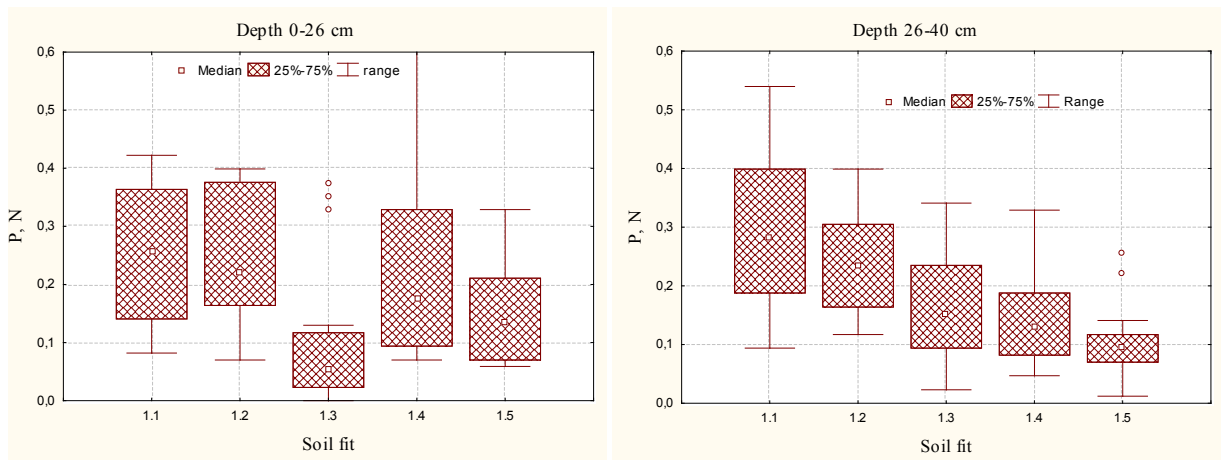 Depth 0-26 cm
0,6
Median 25%-75% range
0,5
0,4
0,3
P, N
0,2
0,1
0,0
1.1 1.2 1.3 1.4 1.5
Soil fit
Depth 26-40 cm
0,6
0,5
Median 25%-75% Range
0,4
0,3
P, N
0,2
0,1
0,0
1.1 1.2 1.3 1.4 1.5
Soil fit